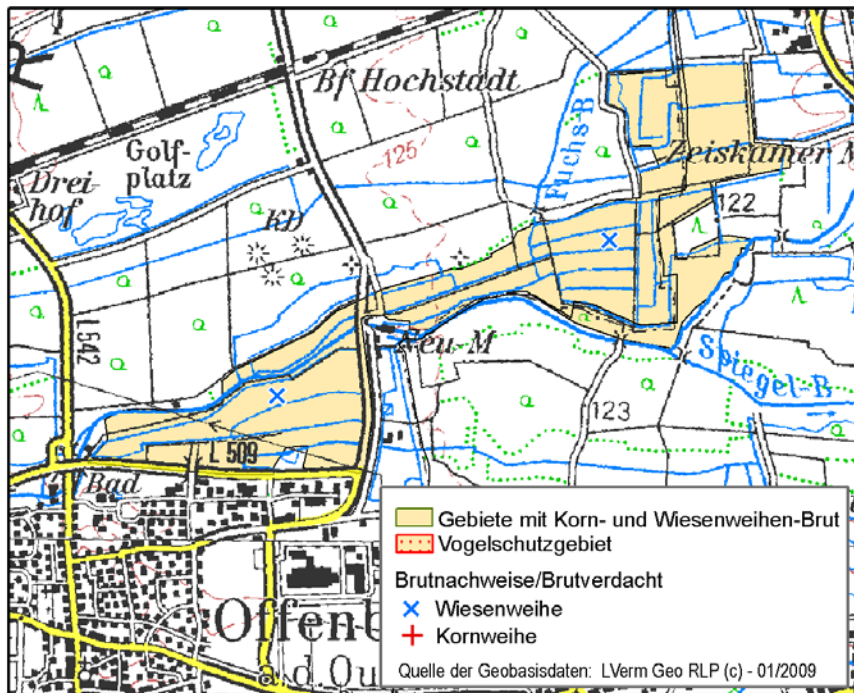 Bf Hochstadt
125
Golf-
platz
Drei-
hof
KD
Fuchs-B
Zeiskamer M
122
L 542
Neu-M
Spiegel-B
123
L 509
Bad
Offenb
a.d.Qu
Gebiete mit Korn- und Wiesenweihen-Brut
Vogelschutzgebiet
Brutnachweise/Brutverdacht
Wiesenweihe
Kornweihe
Quelle der Geobasisdaten: LVerm Geo RLP (c) - 01/2009